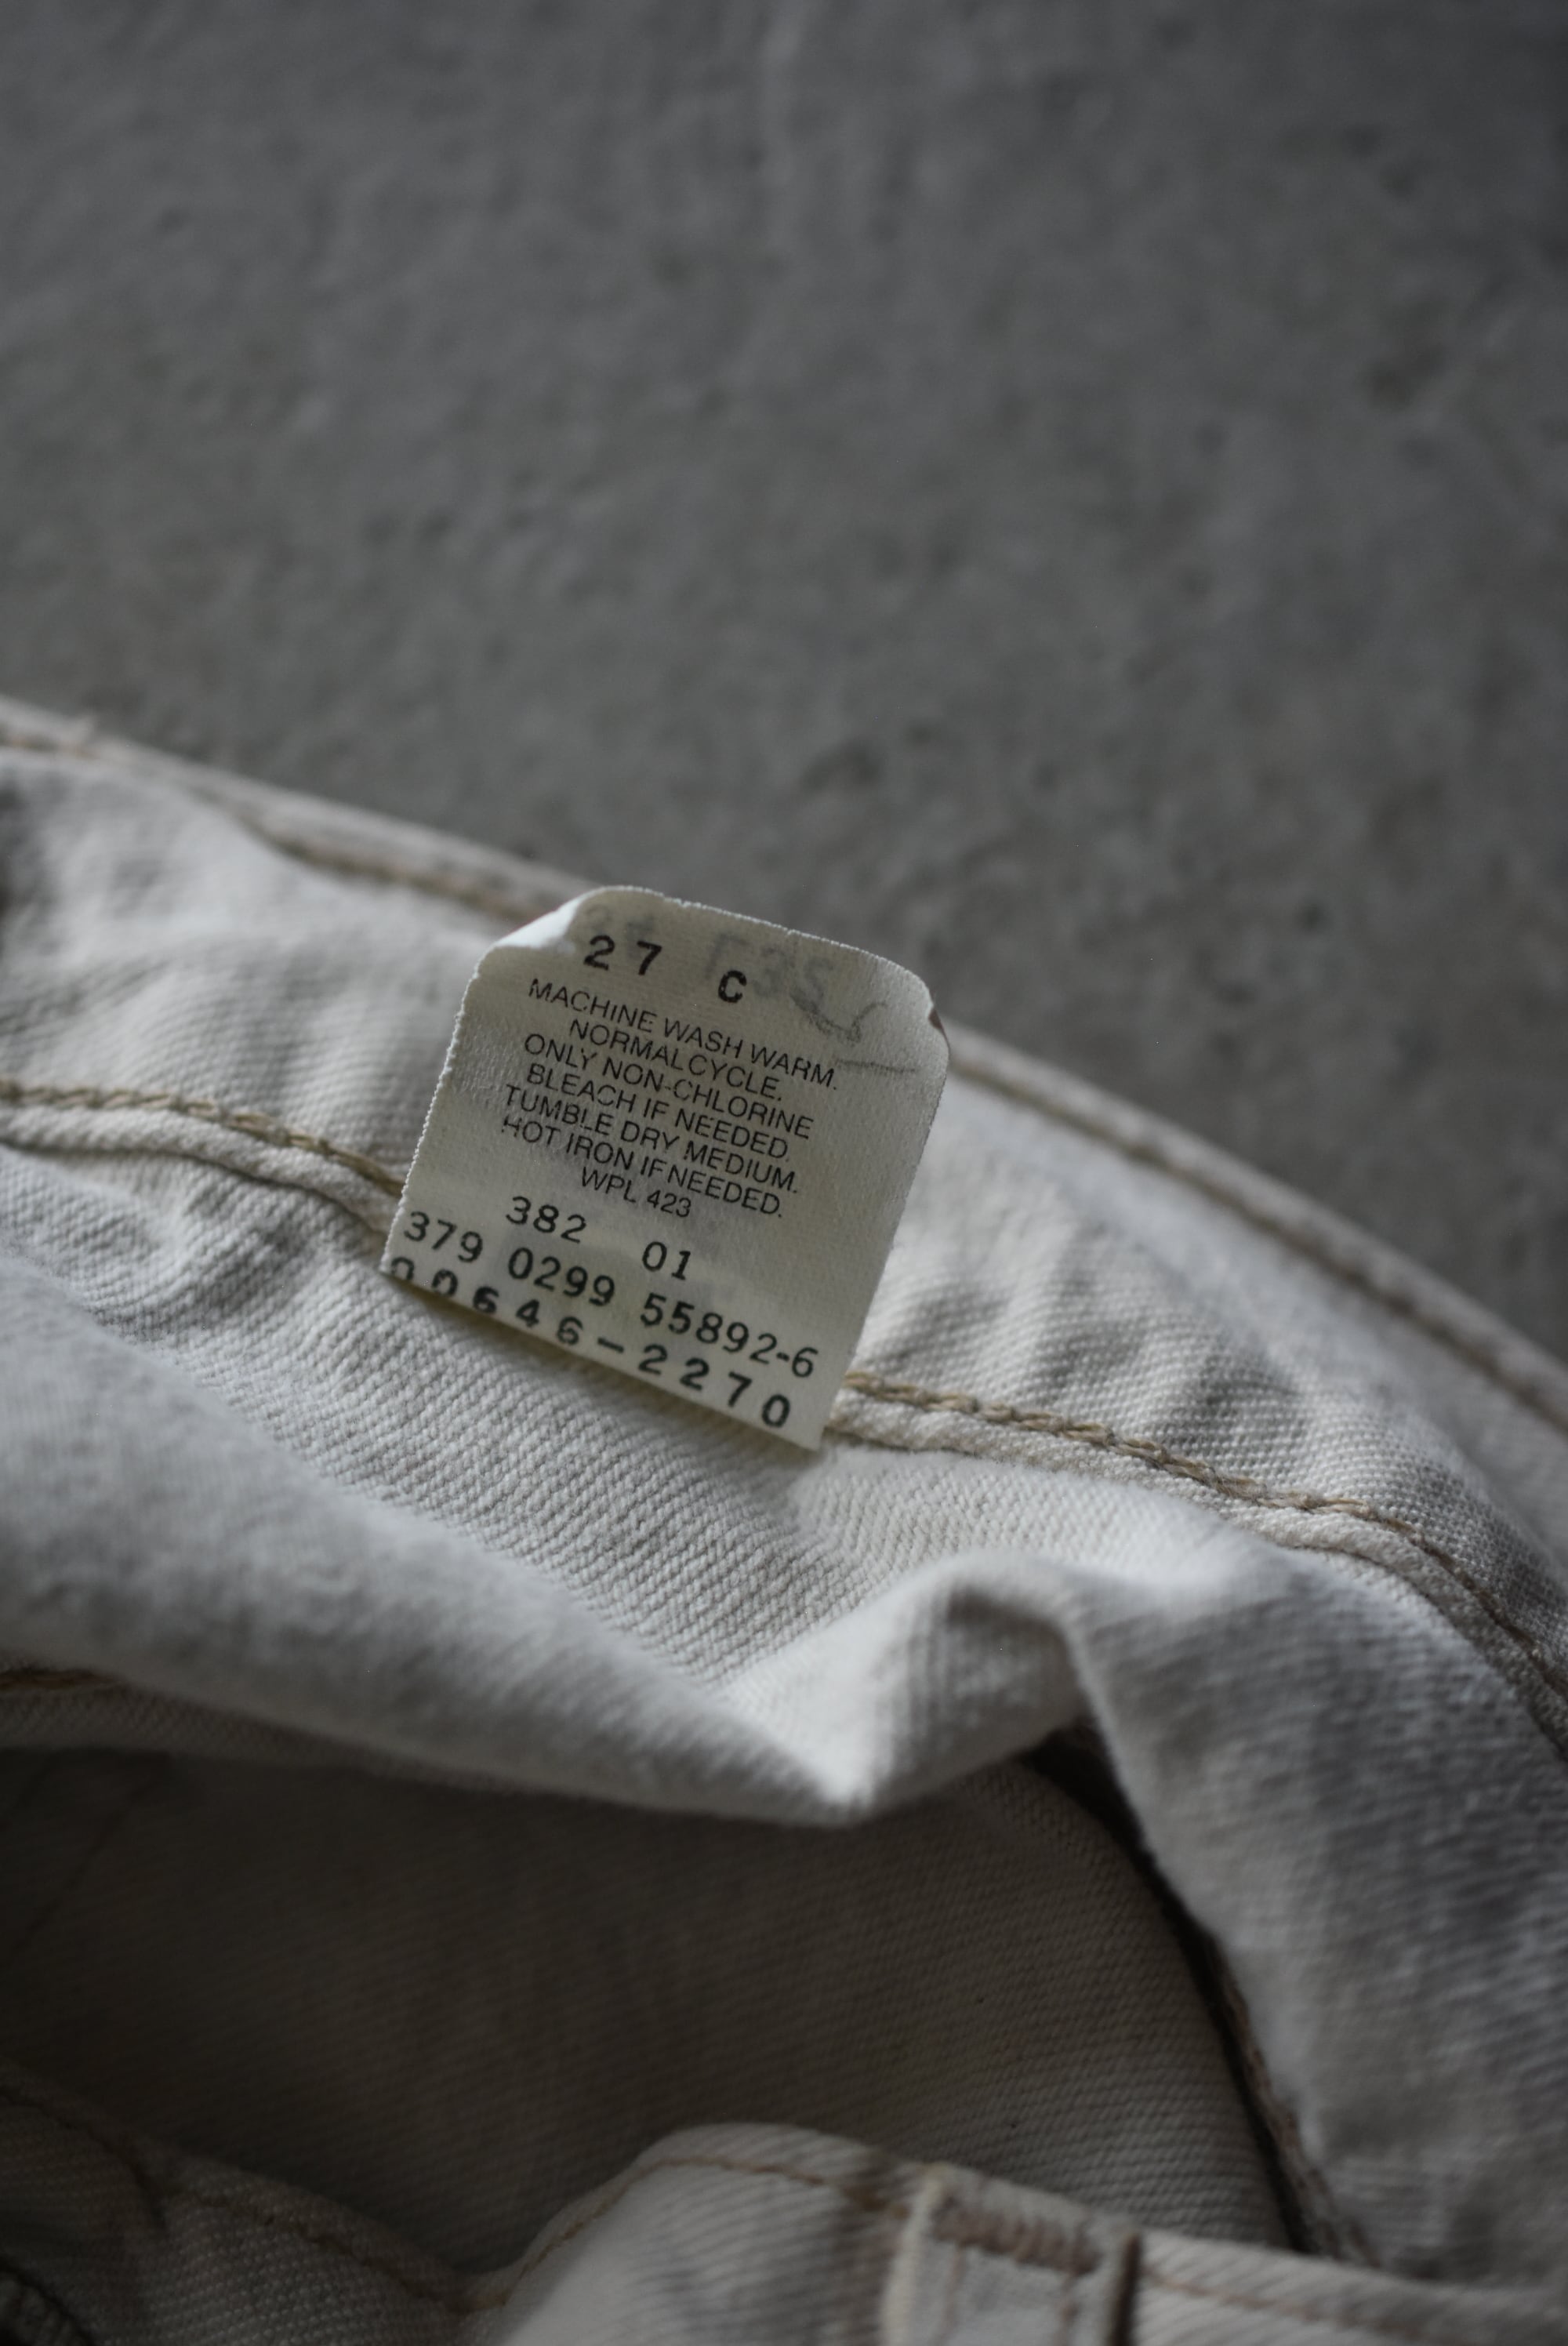 27 C
MACHINE WASH WARM.
NORMAL CYCLE.
ONLY NON-CHLORINE
BLEACH IF NEEDED.
TUMBLE DRY MEDIUM.
HOT IRON IF NEEDED.
WPL 423
382 01
379 0299 55892-6
00646-2270